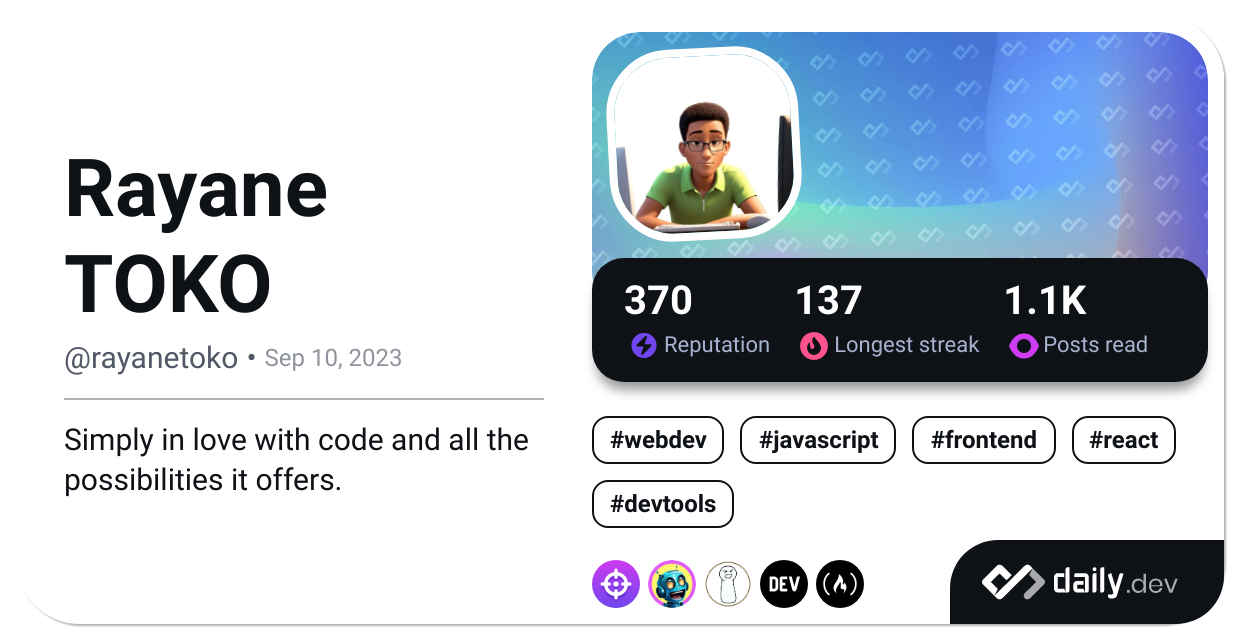 Rayane
TOKO
@rayanetoko • Sep 10, 2023
Simply in love with code and all the
possibilities it offers.
370 137 1.1K
Reputation Longest streak Posts read
#webdev #javascript #frontend #react
#devtools
DEV
daily.dev